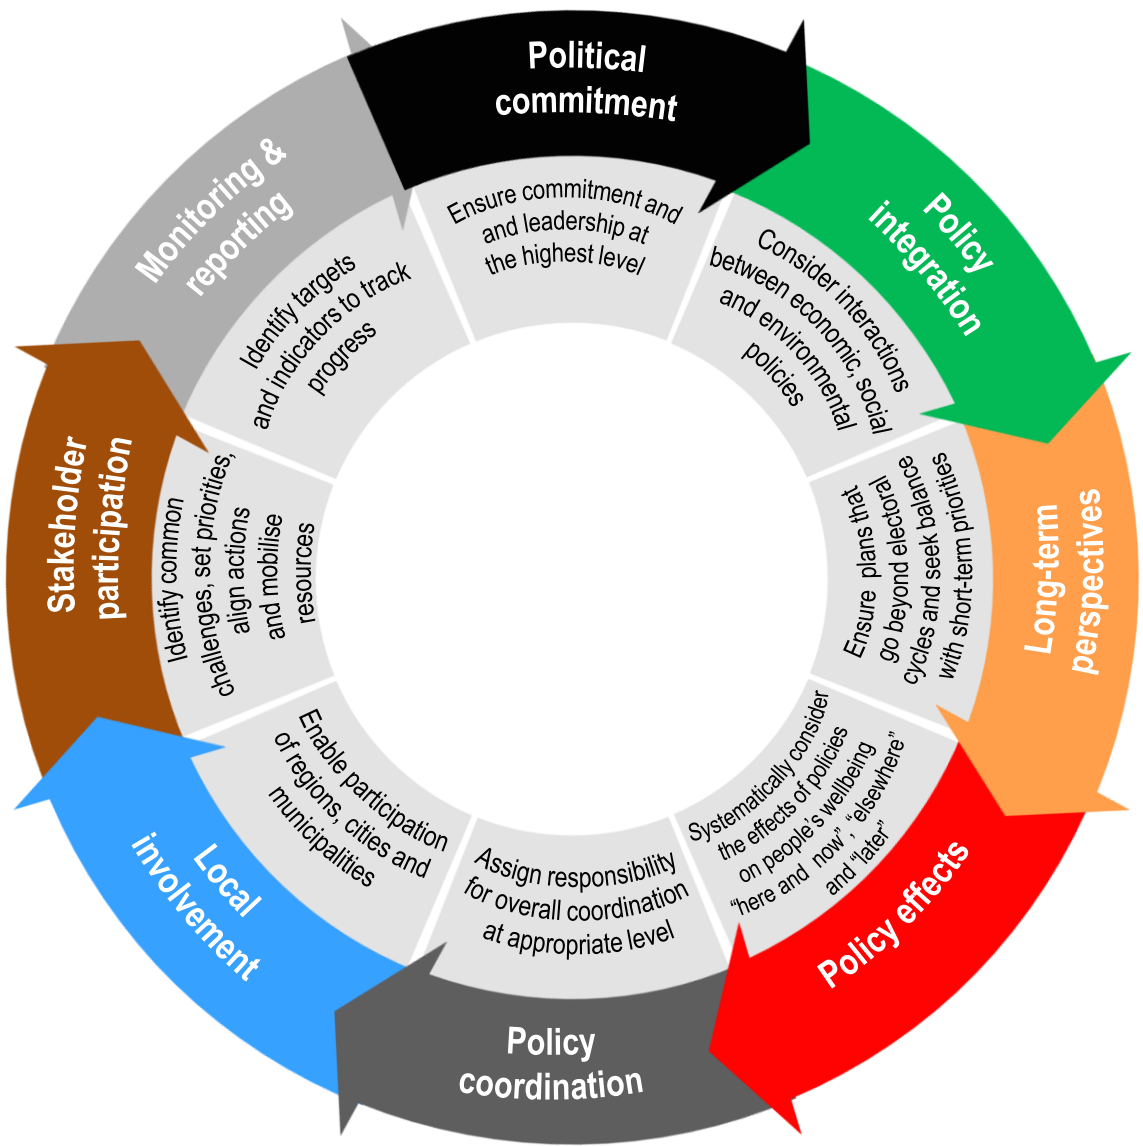 Political
commitment
Ensure commitment and
and leadership at
the highest level
Policy
integration
Consider interactions
between economic, social
and environmental
policies
Long-term
perspectives
Ensure plans that
go beyond electoral
cycles and seek balance
with short-term priorities
Policy effects
Systematically consider
the effects of policies
on people's wellbeing
“here and now”,“elsewhere”
and “later”
Policy
coordination
Assign responsibility
for overall coordination
at appropriate level
Local
involvement
Enable participation
of regions, cities and
municipalities
Stakeholder
participation
Identify common
challenges, set priorities,
align actions
and mobilise
resources
Monitoring &
reporting
Identify targets
and indicators to track
progress